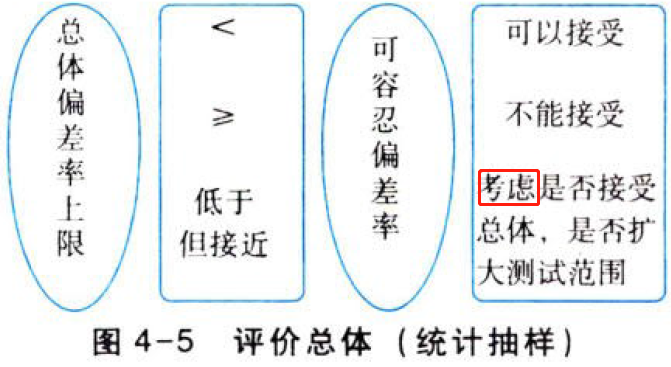 总体偏差率上限
<
≥
低于
但接近
可容忍偏差率
可以接受
不能接受
考虑是否接受
总体，是否扩
大测试范围
图 4-5 评价总体（统计抽样）